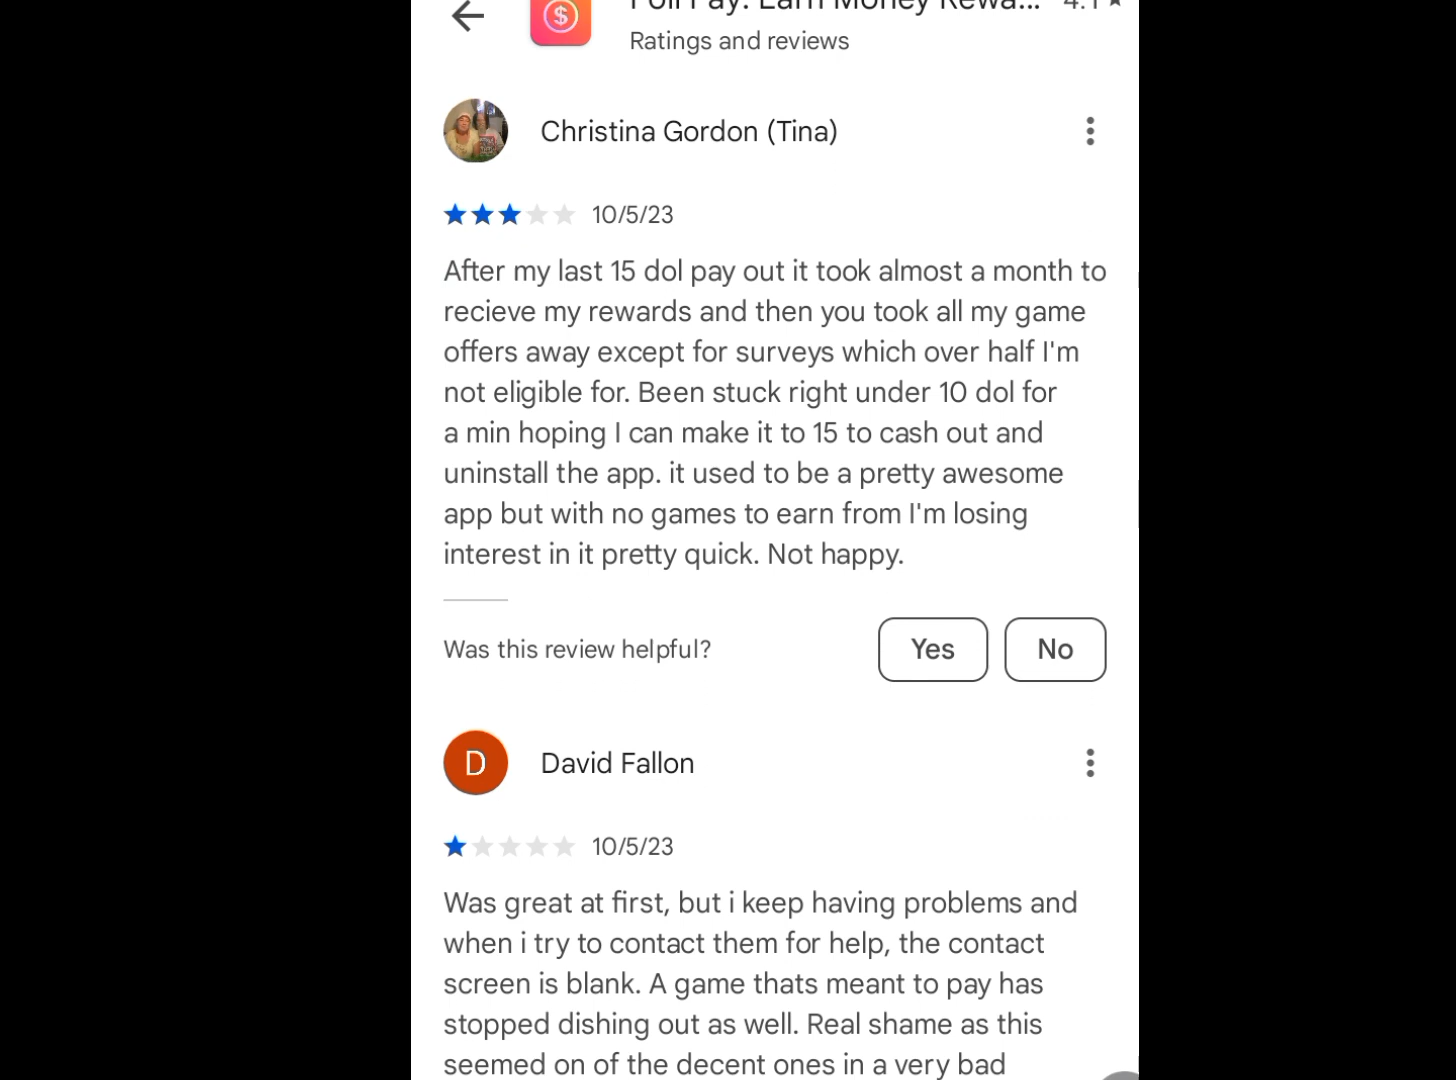 Poll Pay: Earn Money Rewa... 4.1 ★
Ratings and reviews
Christina Gordon (Tina)
10/5/23
After my last 15 dol pay out it took almost a month to
recieve my rewards and then you took all my game
offers away except for surveys which over half I'm
not eligible for. Been stuck right under 10 dol for
a min hoping I can make it to 15 to cash out and
uninstall the app. it used to be a pretty awesome
app but with no games to earn from I'm losing
interest in it pretty quick. Not happy.
Was this review helpful? Yes No
D David Fallon
10/5/23
Was great at first, but i keep having problems and
when i try to contact them for help, the contact
screen is blank. A game thats meant to pay has
stopped dishing out as well. Real shame as this
seemed on of the decent ones in a very bad